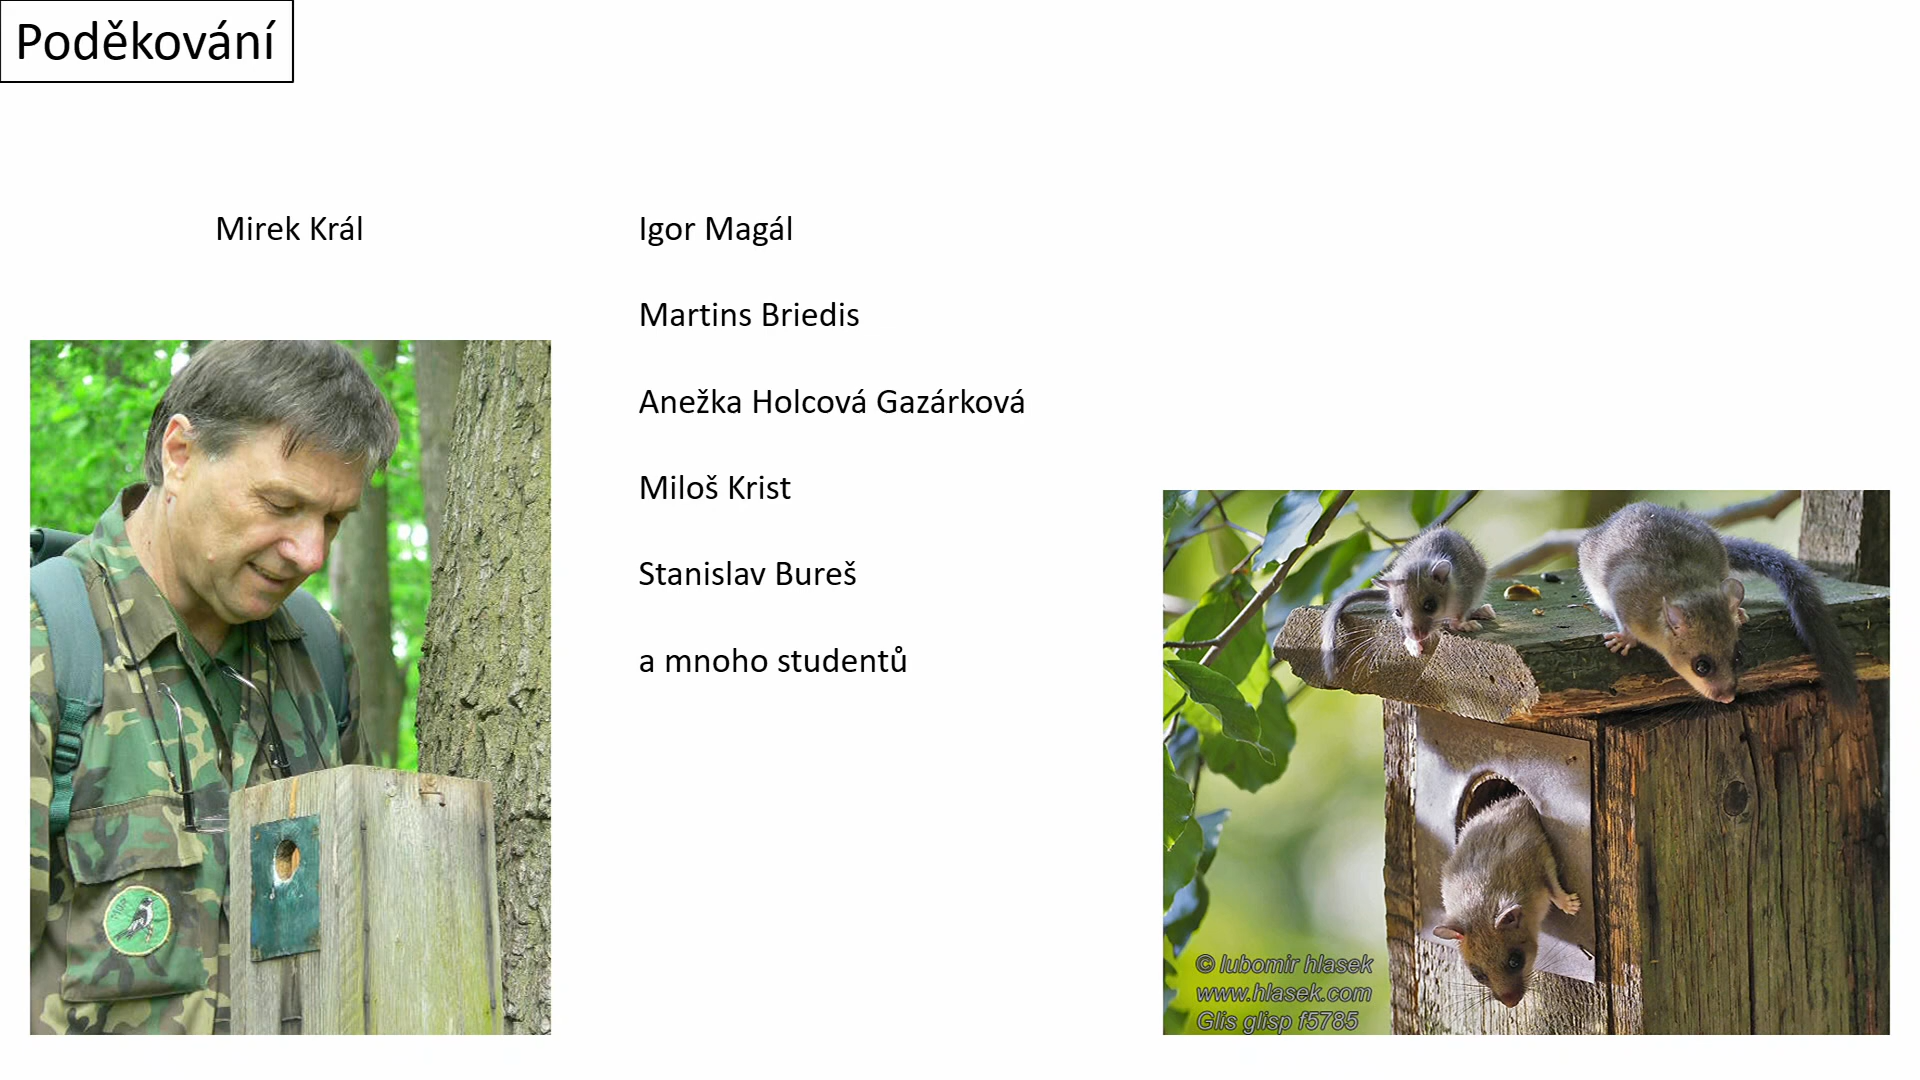 Poděkování
Mirek Král
Igor Magál
Martins Briedis
Anežka Holcová Gazárková
Miloš Krist
Stanislav Bureš
a mnoho studentů
© lubomir hlasek
www.hlasek.com
Glis glisp f5785